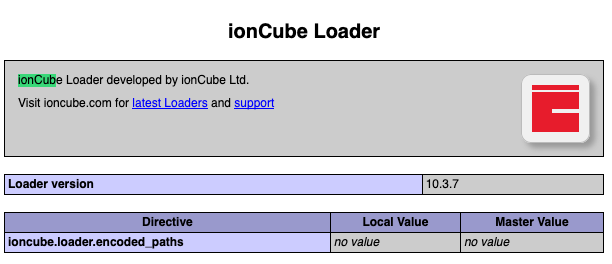 ionCube Loader
ionCube Loader developed by ionCube Ltd.
Visit ioncube.com for latest Loaders and support
Loader version 10.3.7
Directive Local Value Master Value
ioncube.loader.encoded_paths no value no value